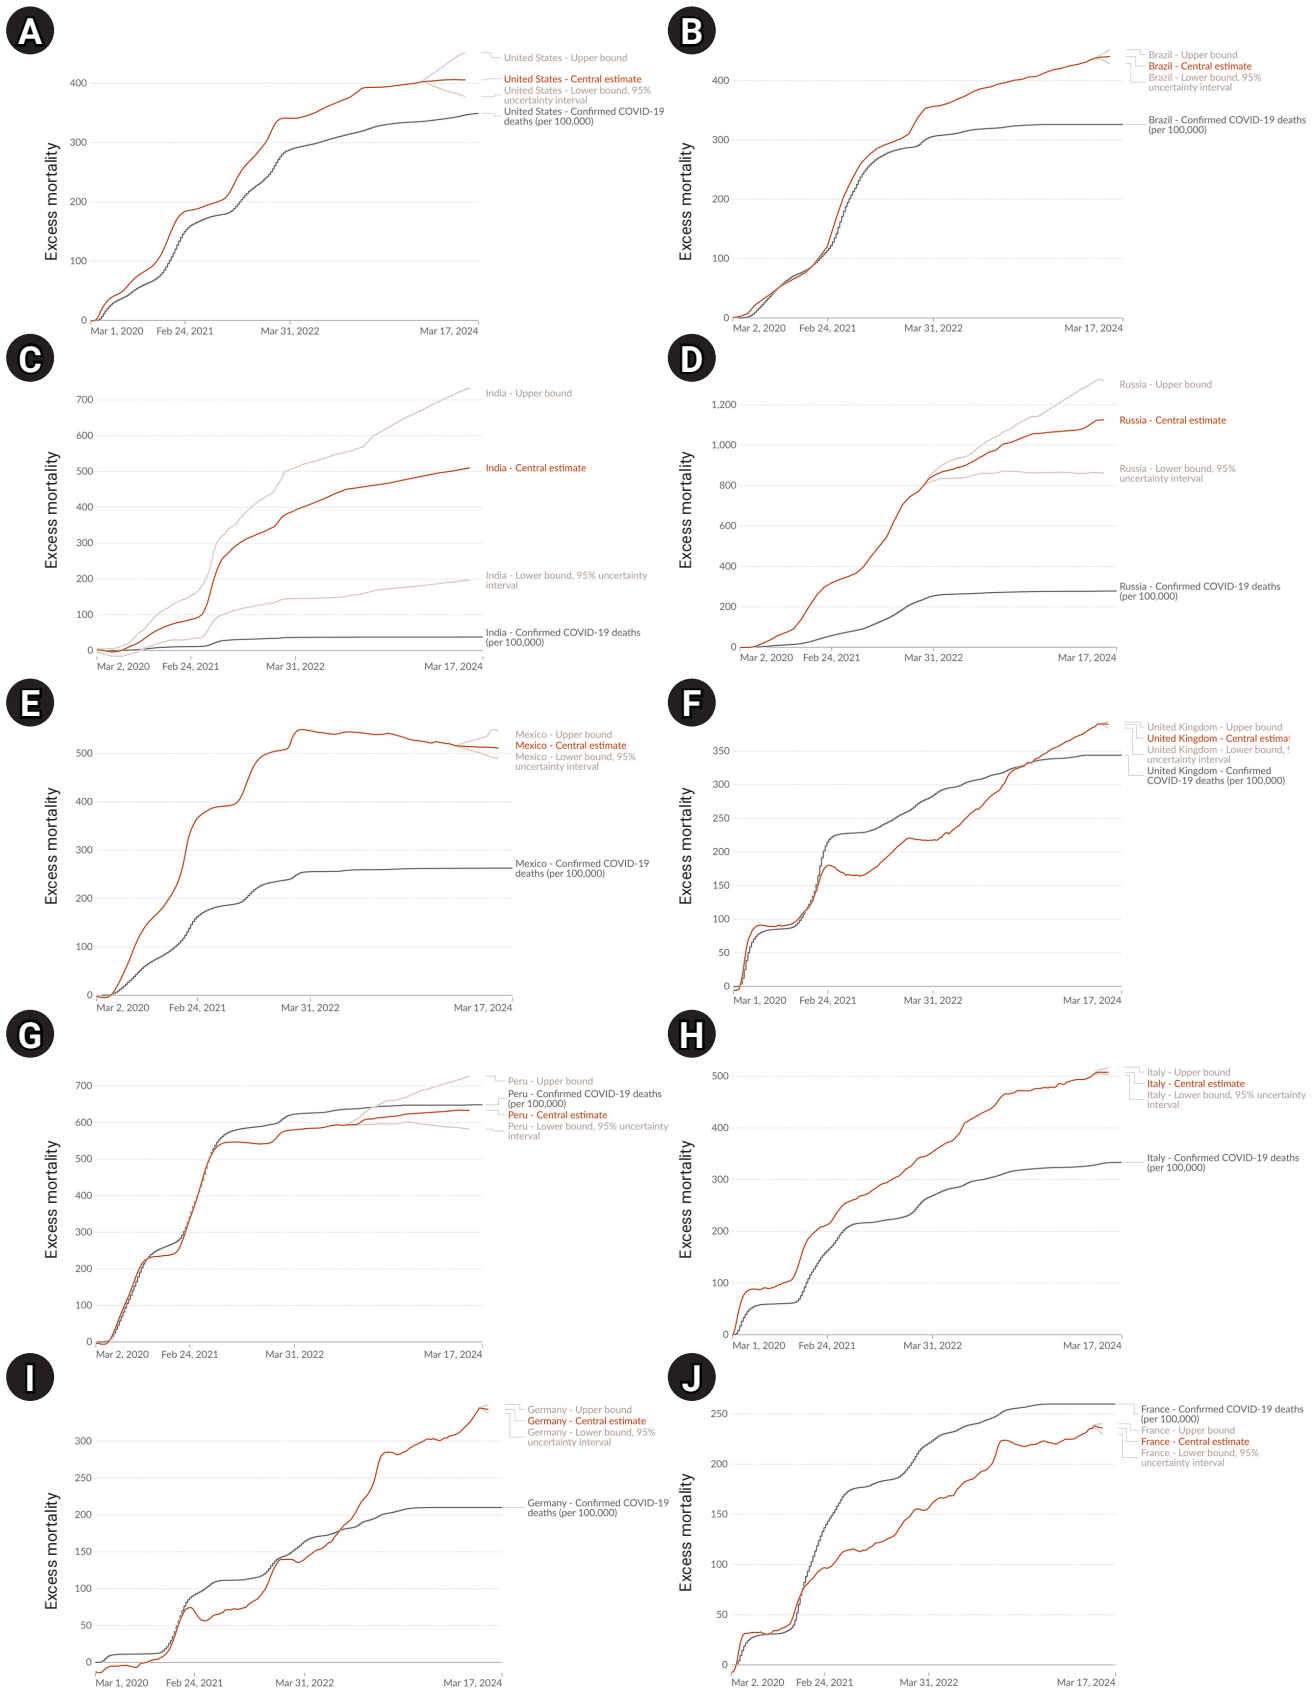 A
Excess mortality
400
300
200
100
0
Mar 1, 2020
Feb 24, 2021
Mar 31, 2022
Mar 17, 2024
United States - Upper bound
United States - Central estimate
United States - Lower bound, 95%
uncertainty interval
United States - Confirmed COVID-19
deaths (per 100,000)
B
Excess mortality
400
300
200
100
0
Mar 2, 2020
Feb 24, 2021
Mar 31, 2022
Mar 17, 2024
Brazil - Upper bound
Brazil - Central estimate
Brazil - Lower bound, 95%
uncertainty interval
Brazil - Confirmed COVID-19 deaths
(per 100,000)
C
Excess mortality
700
600
500
400
300
200
100
0
Mar 2, 2020
Feb 24, 2021
Mar 31, 2022
Mar 17, 2024
India - Upper bound
India - Central estimate
India - Lower bound, 95% uncertainty
interval
India - Confirmed COVID-19 deaths
(per 100,000)
D
Excess mortality
1,200
1,000
800
600
400
200
0
Mar 2, 2020
Feb 24, 2021
Mar 31, 2022
Mar 17, 2024
Russia - Upper bound
Russia - Central estimate
Russia - Lower bound, 95%
uncertainty interval
Russia - Confirmed COVID-19 deaths
(per 100,000)
E
Excess mortality
500
400
300
200
100
0
Mar 2, 2020
Feb 24, 2021
Mar 31, 2022
Mar 17, 2024
Mexico - Upper bound
Mexico - Central estimate
Mexico - Lower bound, 95%
uncertainty interval
Mexico - Confirmed COVID-19
deaths (per 100,000)
F
Excess mortality
350
300
250
200
150
100
50
0
Mar 1, 2020
Feb 24, 2021
Mar 31, 2022
Mar 17, 2024
United Kingdom - Upper bound
United Kingdom - Central estimat
United Kingdom - Lower bound, 9
uncertainty interval
United Kingdom - Confirmed
COVID-19 deaths (per 100,000)
G
Excess mortality
700
600
500
400
300
200
100
0
Mar 2, 2020
Feb 24, 2021
Mar 31, 2022
Mar 17, 2024
Peru - Upper bound
Peru - Confirmed COVID-19 deaths
(per 100,000)
Peru - Central estimate
Peru - Lower bound, 95% uncertainty
interval
H
Excess mortality
500
400
300
200
100
0
Mar 1, 2020
Feb 24, 2021
Mar 31, 2022
Mar 17, 2024
Italy - Upper bound
Italy - Central estimate
Italy - Lower bound, 95% uncertainty
interval
Italy - Confirmed COVID-19 deaths
(per 100,000)
I
Excess mortality
300
250
200
150
100
50
0
Mar 1, 2020
Feb 24, 2021
Mar 31, 2022
Mar 17, 2024
Germany - Upper bound
Germany - Central estimate
Germany - Lower bound, 95%
uncertainty interval
Germany - Confirmed COVID-19
deaths (per 100,000)
J
Excess mortality
250
200
150
100
50
0
Mar 2, 2020
Feb 24, 2021
Mar 31, 2022
Mar 17, 2024
France - Confirmed COVID-19 deaths
(per 100,000)
France - Upper bound
France - Central estimate
France - Lower bound, 95%
uncertainty interval